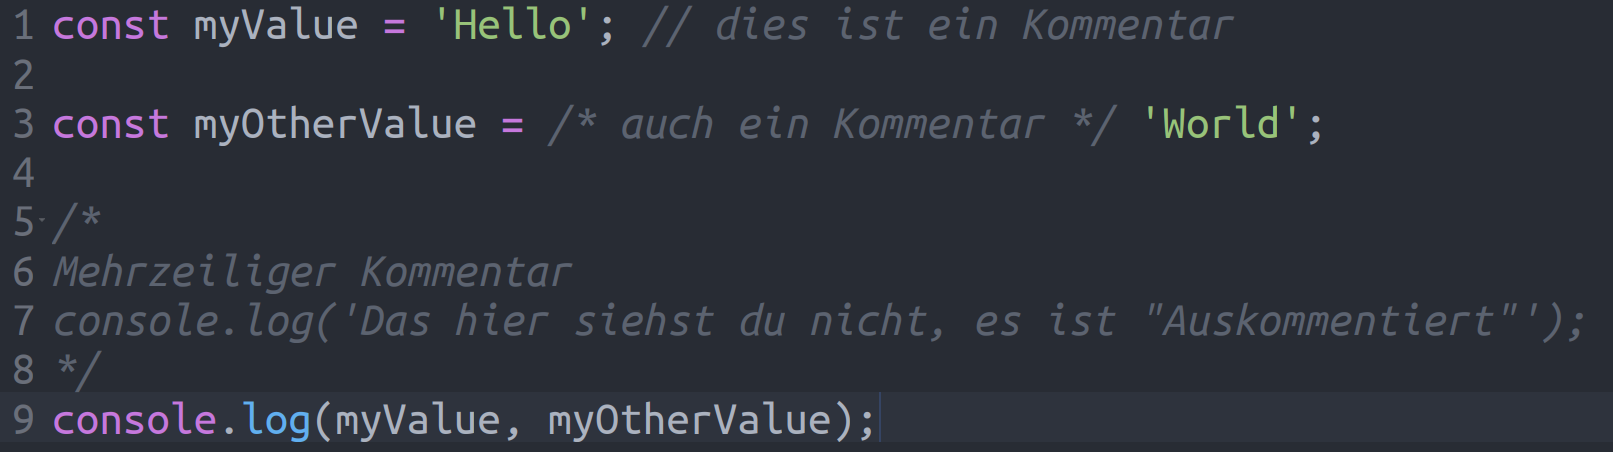 1 const myValue = 'Hello'; // dies ist ein Kommentar
2
3 const myOtherValue = /* auch ein Kommentar */ 'World';
4
5 /*
6 Mehrzeiliger Kommentar
7 console.log('Das hier siehst du nicht, es ist "Auskommentiert"');
8 */
9 console.log(myValue, myOtherValue);